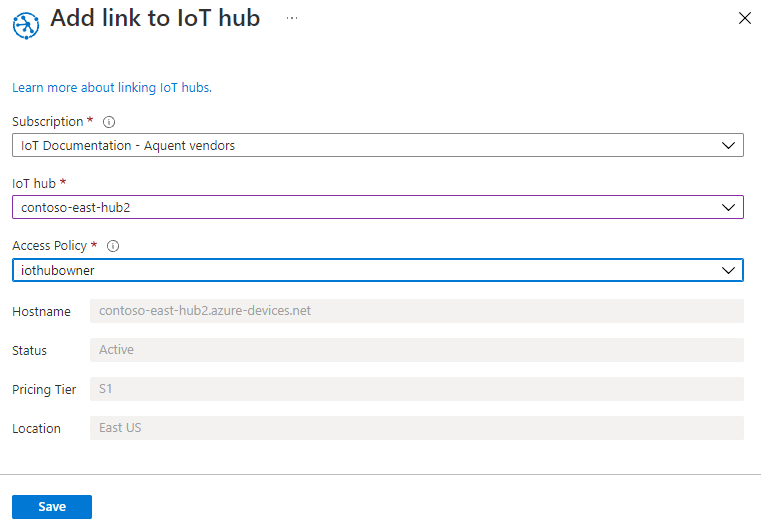 Add link to IoT hub ...
Learn more about linking IoT hubs.
Subscription *
IoT Documentation - Aquent vendors
IoT hub *
contoso-east-hub2
Access Policy *
iothubowner
Hostname contoso-east-hub2.azure-devices.net
Status Active
Pricing Tier S1
Location East US
Save